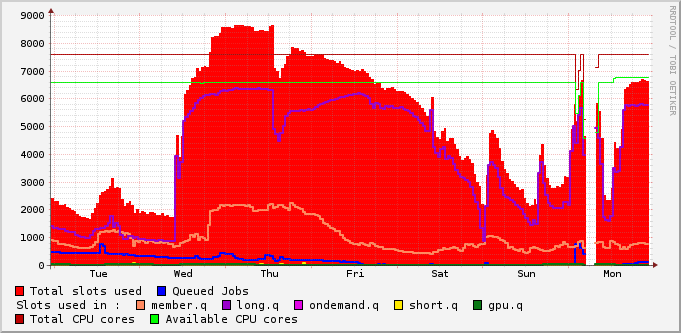 RRDTOOL / TOBI OETIKER
9000
8000
7000
6000
5000
4000
3000
2000
1000
0
Tue Wed Thu Fri Sat Sun Mon
Total slots used Queued Jobs
Slots used in : member.q long.q ondemand.q short.q gpu.q
Total CPU cores Available CPU cores